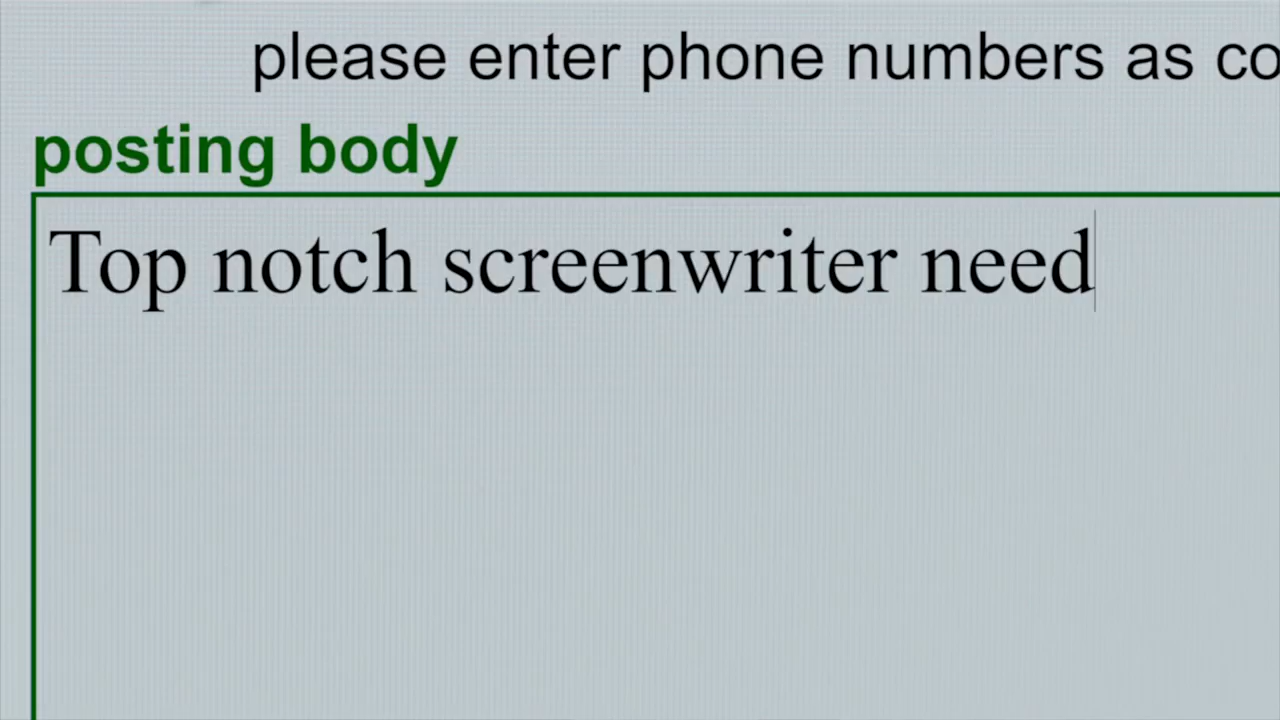 please enter phone numbers as co
posting body
Top notch screenwriter need